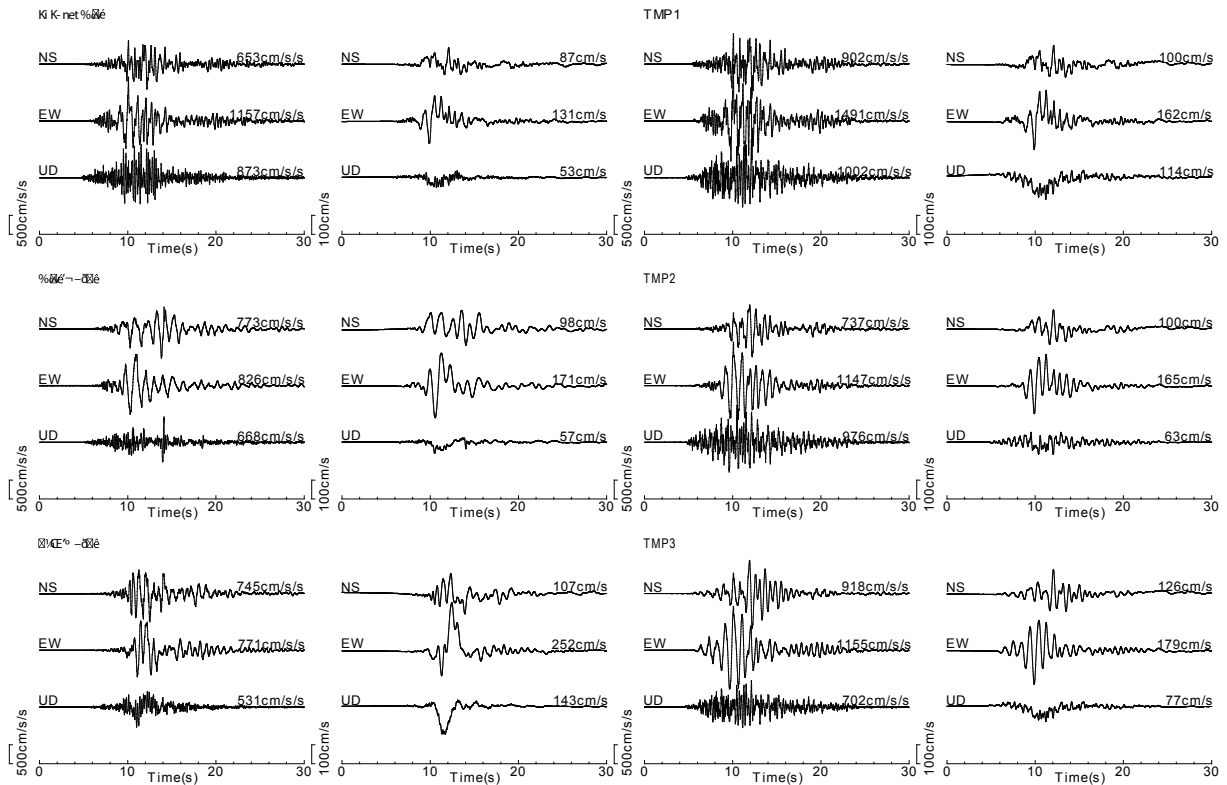 KiK-net
TMP1
NS 653cm/s/s
EW 1157cm/s/s
UD 873cm/s/s
500cm/s/s
0 10 20 30
Time(s)
NS 87cm/s
EW 131cm/s
UD 53cm/s
100cm/s
0 10 20 30
Time(s)
NS 902cm/s/s
EW 1491cm/s/s
UD 1002cm/s/s
500cm/s/s
0 10 20 30
Time(s)
NS 100cm/s
EW 162cm/s
UD 114cm/s
100cm/s
0 10 20 30
Time(s)
TMP2
NS 773cm/s/s
EW 826cm/s/s
UD 668cm/s/s
500cm/s/s
0 10 20 30
Time(s)
NS 98cm/s
EW 171cm/s
UD 57cm/s
100cm/s
0 10 20 30
Time(s)
NS 737cm/s/s
EW 1147cm/s/s
UD 976cm/s/s
500cm/s/s
0 10 20 30
Time(s)
NS 100cm/s
EW 165cm/s
UD 63cm/s
100cm/s
0 10 20 30
Time(s)
TMP3
NS 745cm/s/s
EW 771cm/s/s
UD 531cm/s/s
500cm/s/s
0 10 20 30
Time(s)
NS 107cm/s
EW 252cm/s
UD 143cm/s
100cm/s
0 10 20 30
Time(s)
NS 918cm/s/s
EW 1155cm/s/s
UD 702cm/s/s
500cm/s/s
0 10 20 30
Time(s)
NS 126cm/s
EW 179cm/s
UD 77cm/s
100cm/s
0 10 20 30
Time(s)